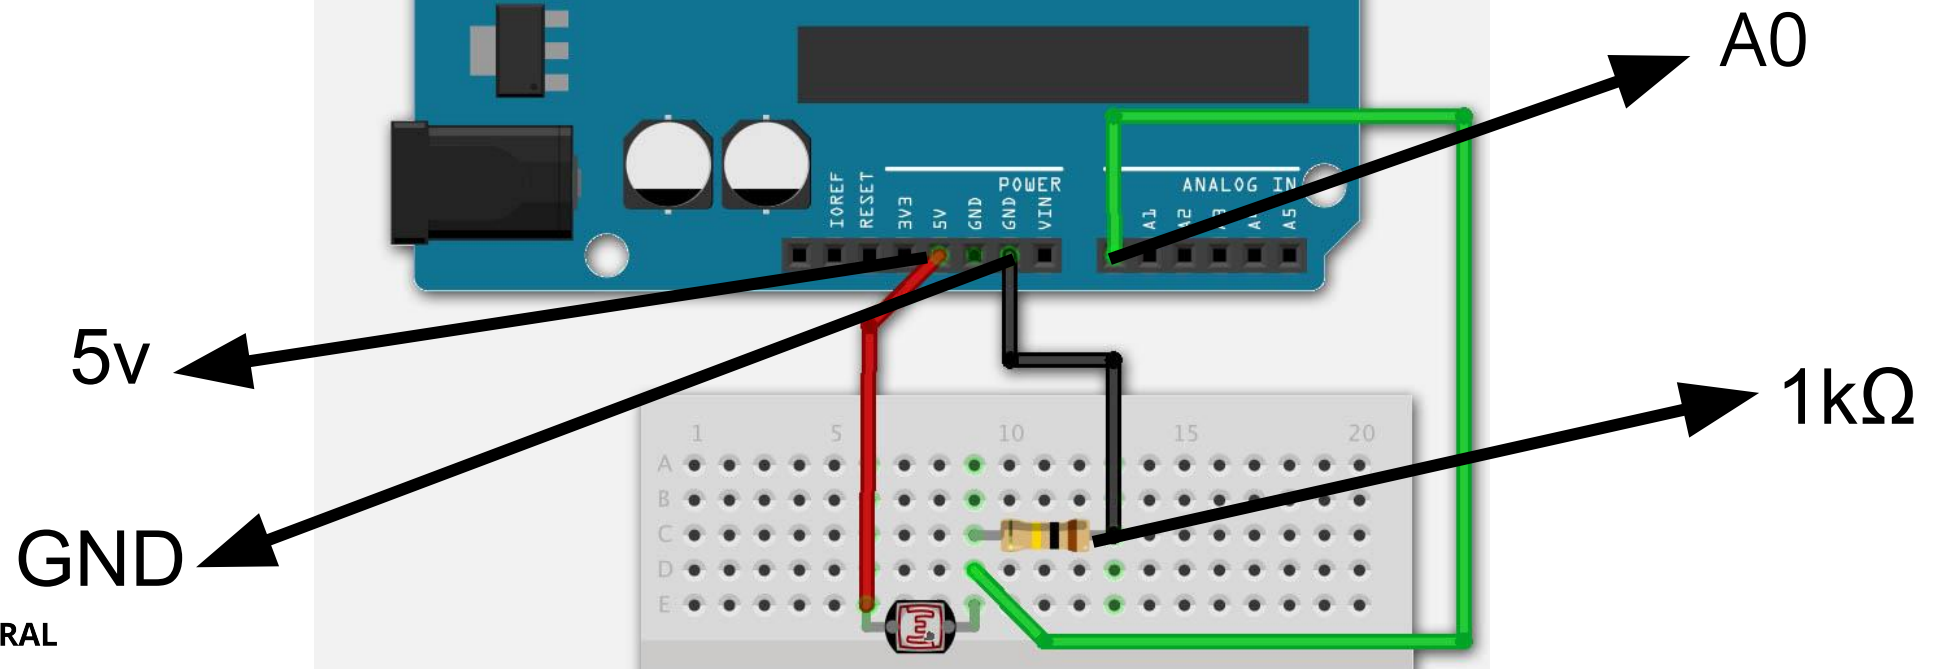 A0
POWER
ANALOG IN
IOREF
RESET
3V3
5V
GND
GND
VIN
A1
A2
A5
5v
1kΩ
1 5 10 15 20
A
B
C
D
E
GND
RAL